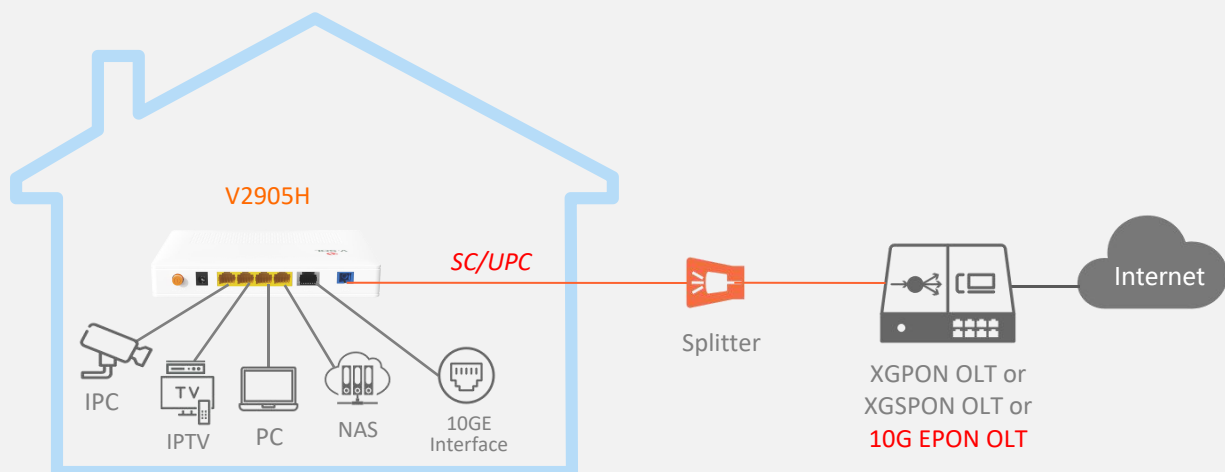 V2905H
SC/UPC
Internet
Splitter
XGPON OLT or
XGSPON OLT or
10G EPON OLT
TV
IPC
IPTV
PC
NAS
10GE
Interface